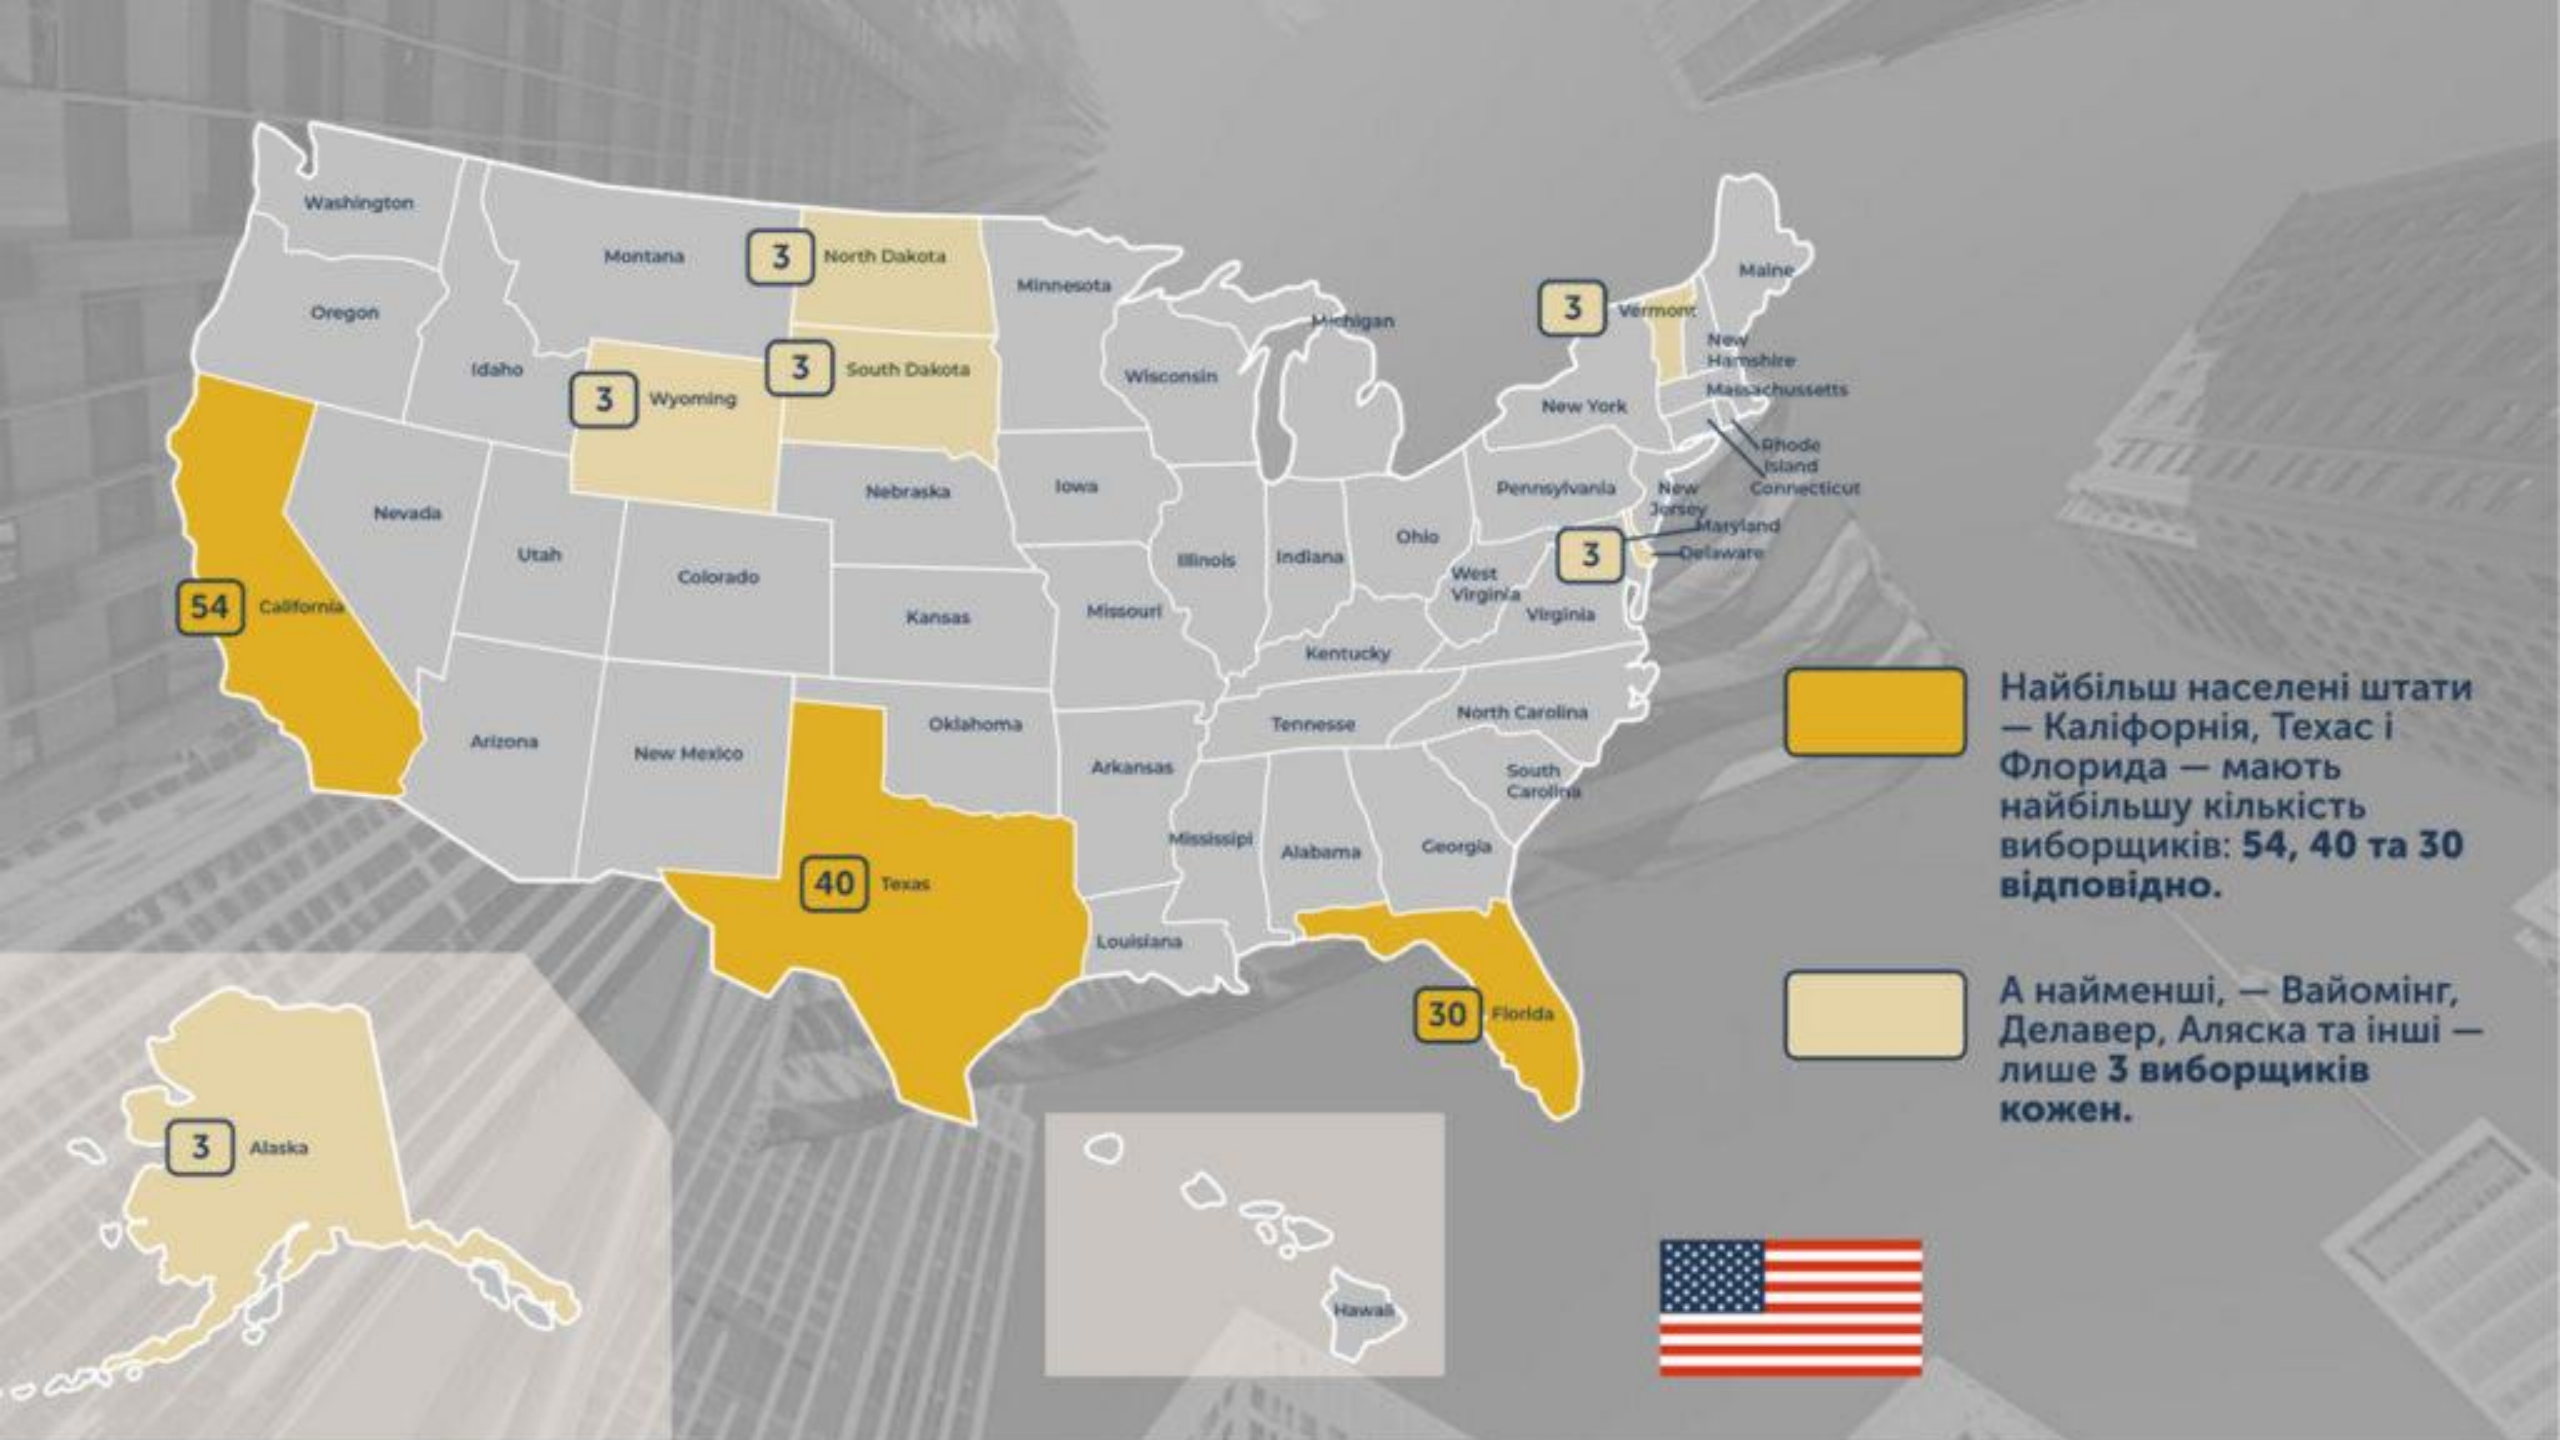 Washington
Montana
3
North Dakota
Minnesota
Oregon
Idaho
3
Wyoming
3
South Dakota
Wisconsin
Michigan
3
Vermont
Maine
New
Hamshire
Massachussetts
New York
Rhode
Island
Connecticut
Nevada
Utah
Colorado
Nebraska
Iowa
Illinois
Indiana
Ohio
Pennsylvania
New
Jersey
Maryland
3
Delaware
West
Virginia
Virginia
54
California
Kansas
Missouri
Kentucky
Arizona
New Mexico
Oklahoma
Arkansas
Tennesse
North Carolina
South
Carolina
Mississipi
Alabama
Georgia
40
Texas
Louisiana
30
Florida
3
Alaska
Hawaii
Найбільш населені штати
— Каліфорнія, Техас і
Флорида — мають
найбільшу кількість
виборщиків: 54, 40 та 30
відповідно.
А найменші, — Вайомінг,
Делавер, Аляска та інші —
лише 3 виборщиків
кожен.